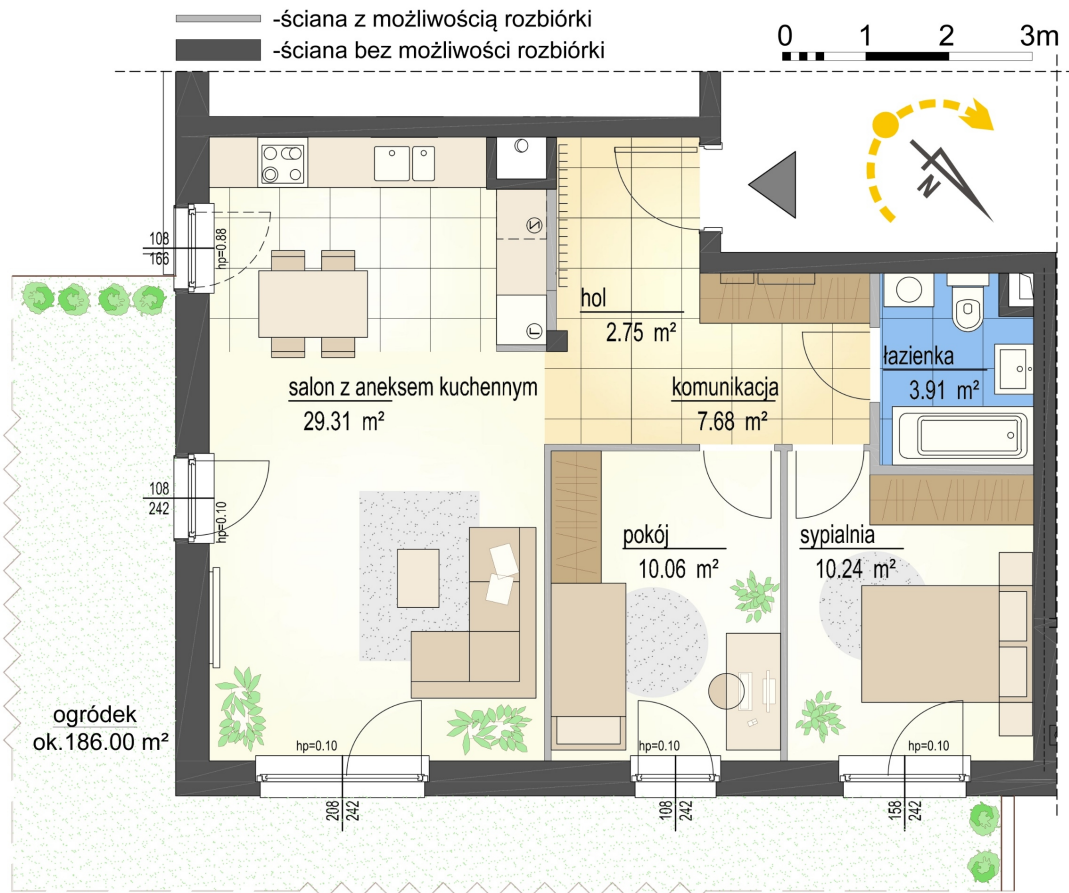 -ściana z możliwością rozbiórki
-ściana bez możliwości rozbiórki
0 1 2 3m
N
108
166
hp=0.88
Z
L
hol
2.75 m²
łazienka
3.91 m²
salon z aneksem kuchennym
29.31 m²
komunikacja
7.68 m²
108
242
hp=0.10
pokój
10.06 m²
sypialnia
10.24 m²
ogródek
ok.186.00 m²
hp=0.10
hp=0.10
hp=0.10
208
242
108
242
158
242